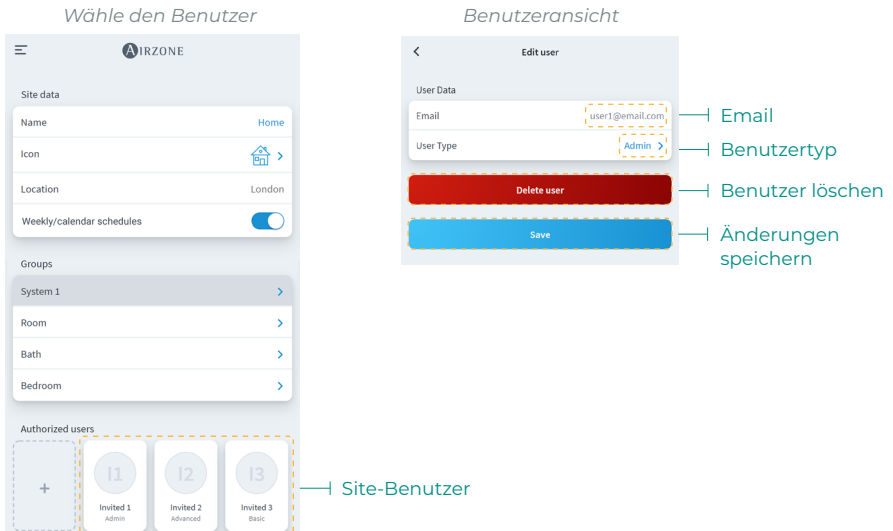 Wähle den Benutzer
AIRZONE
Site data
Name Home
Icon
Location London
Weekly/calendar schedules
Groups
System 1
Room
Bath
Bedroom
Authorized users
+
I1
Invited 1
Admin
I2
Invited 2
Advanced
I3
Invited 3
Basic
Site-Benutzer
Benutzeransicht
Edit user
User Data
Email user1@email.com
User Type Admin
Delete user
Save
Email
Benutzertyp
Benutzer löschen
Änderungen
speichern